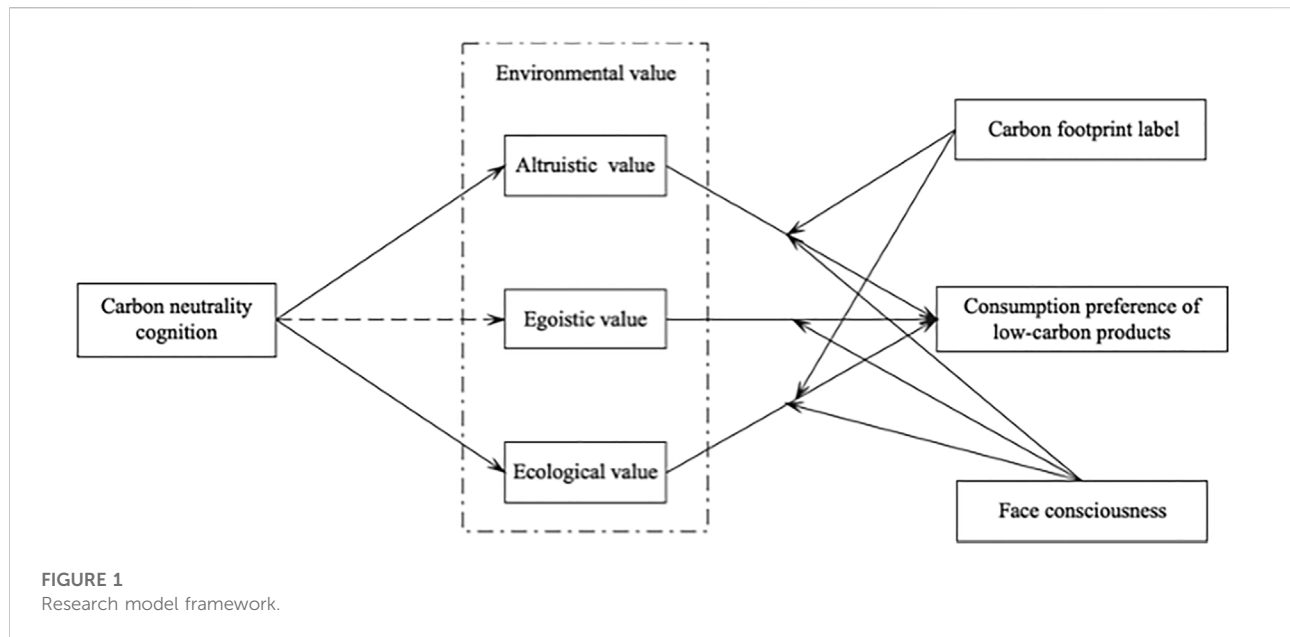 Environmental value
Carbon footprint label
Altruistic value
Carbon neutrality
cognition
Egoistic value
Consumption preference of
low-carbon products
Ecological value
Face consciousness
FIGURE 1
Research model framework.